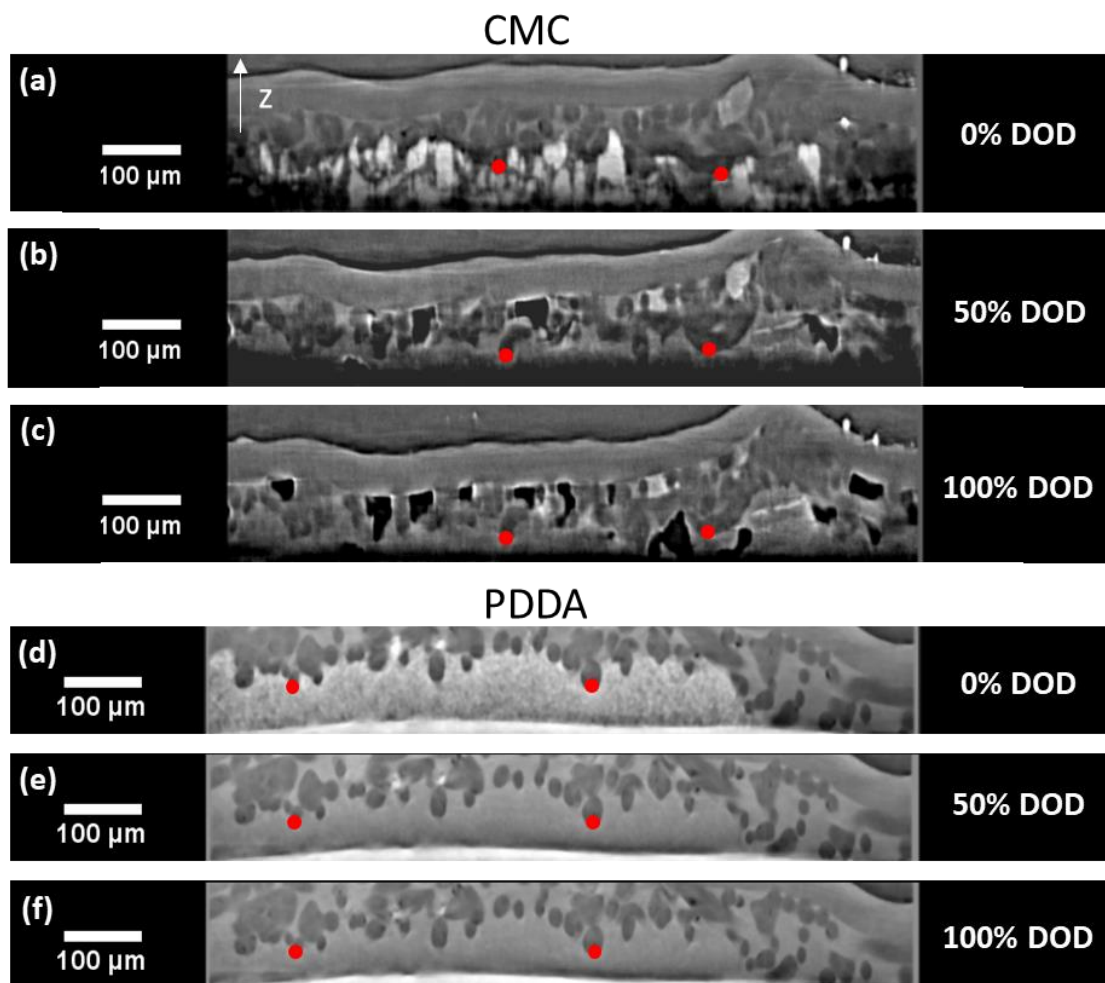 CMC
(a)
Z
100 µm
0% DOD
(b)
100 µm
50% DOD
(c)
100 µm
100% DOD
PDDA
(d)
100 µm
0% DOD
(e)
100 µm
50% DOD
(f)
100 µm
100% DOD